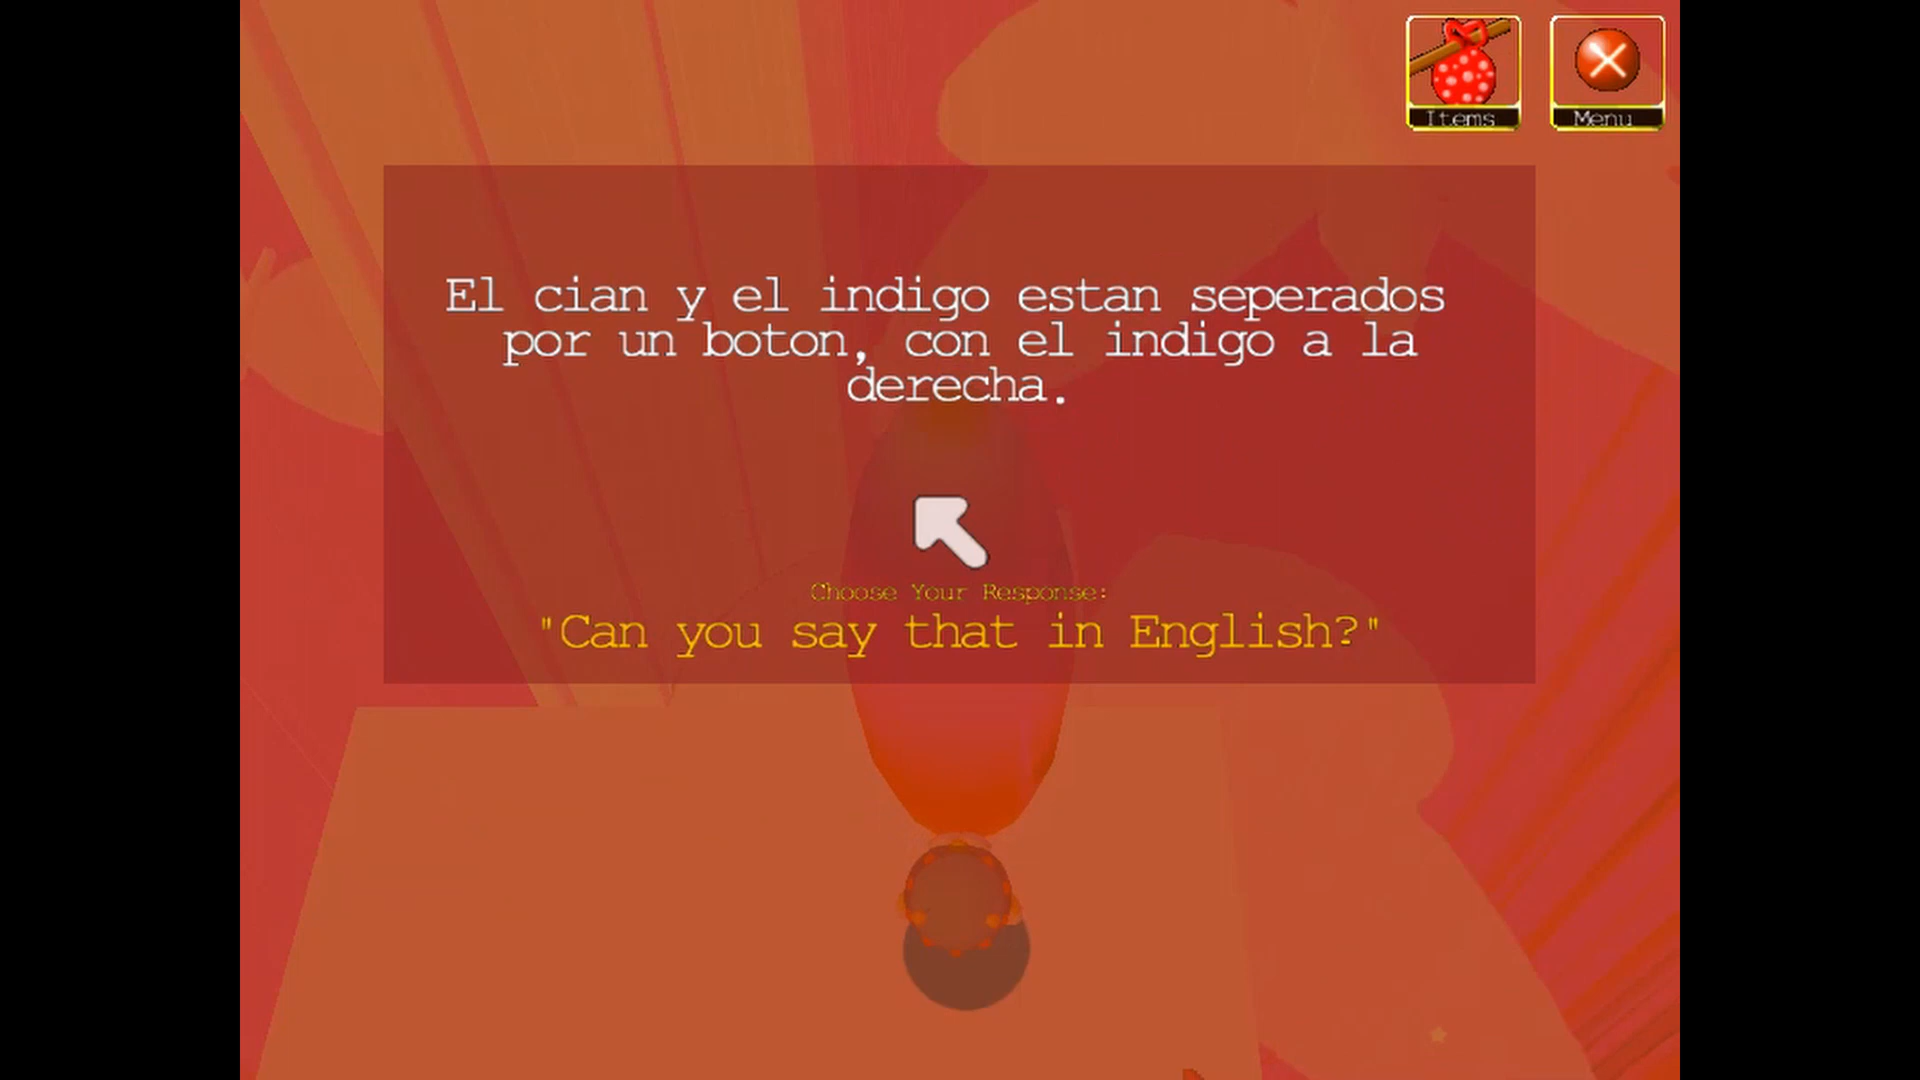 Items
Menu
El cian y el indigo estan seperados
por un boton, con el indigo a la
derecha.
Choose Your Response:
"Can you say that in English?"